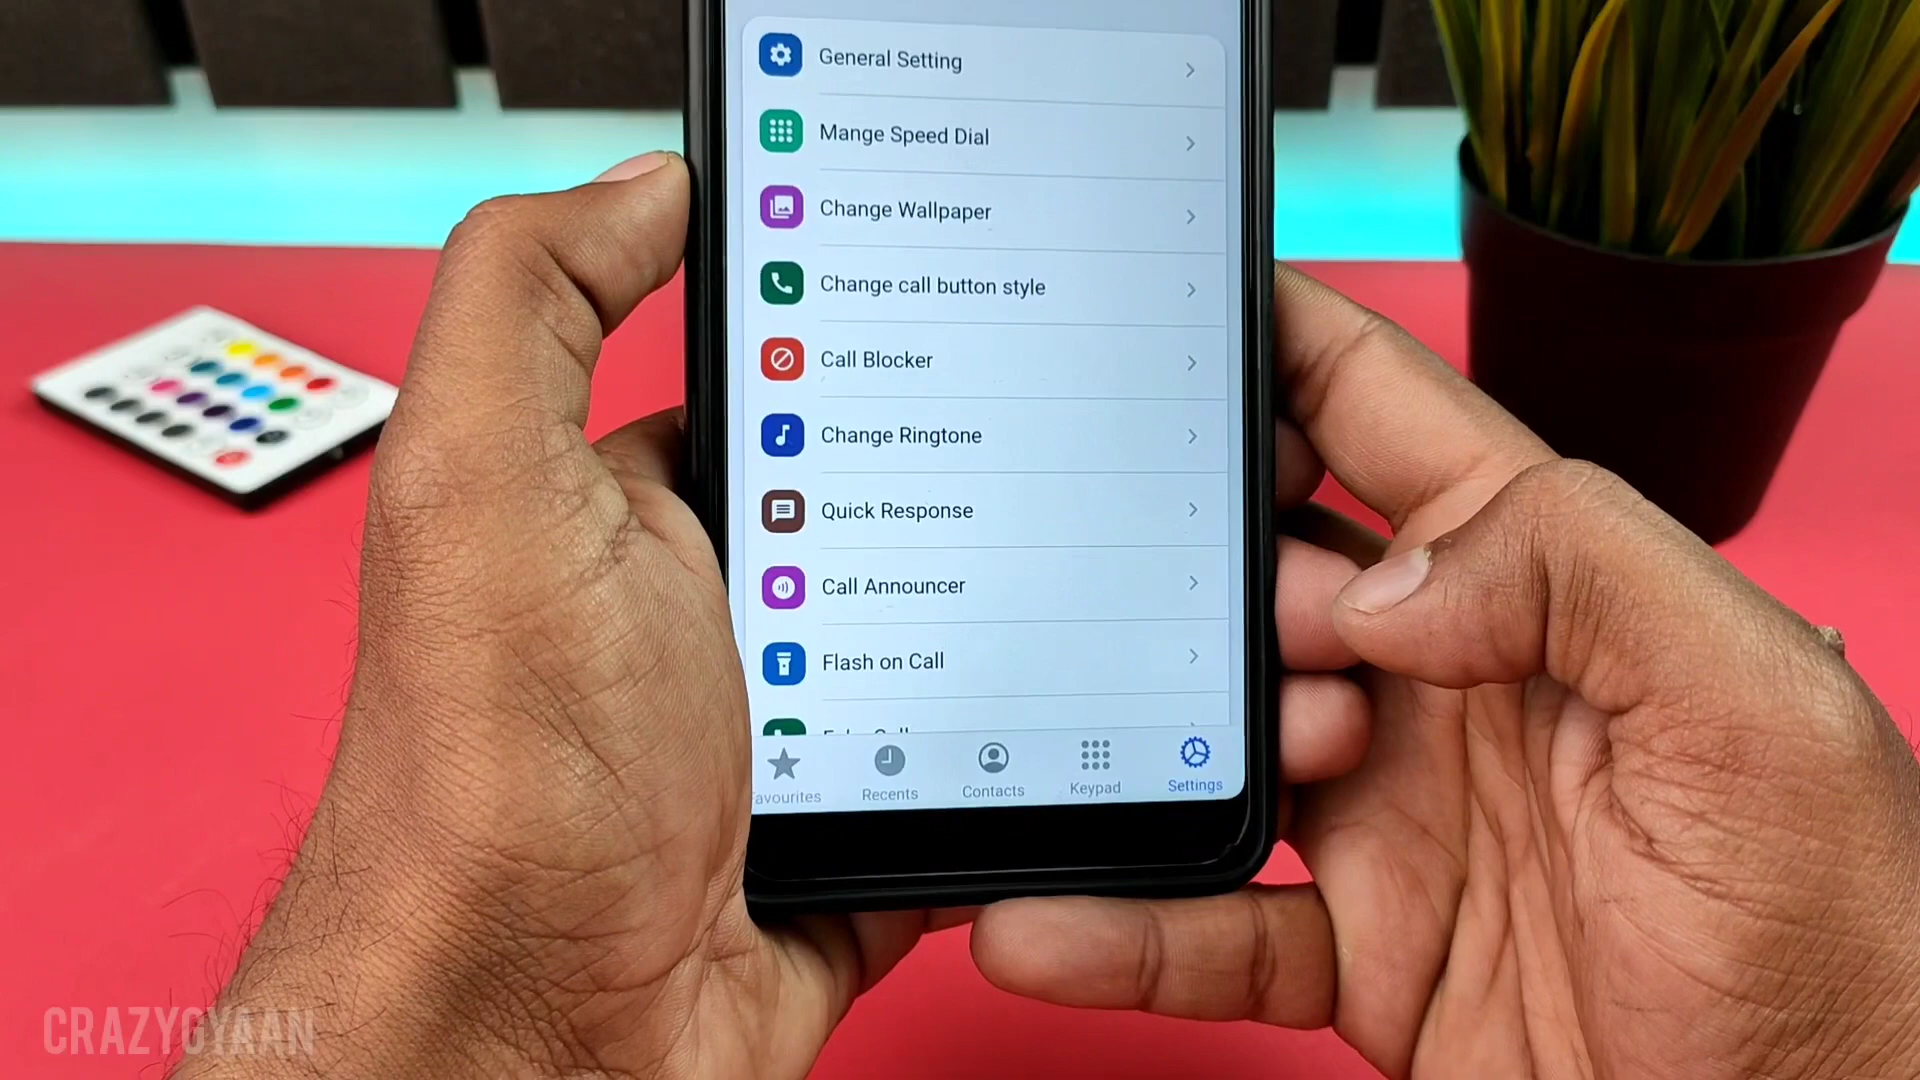 General Setting
Mange Speed Dial
Change Wallpaper
Change call button style
Call Blocker
Change Ringtone
Quick Response
Call Announcer
Flash on Call
avourites
Recents
Contacts
Keypad
Settings
CRAZYGYAAN